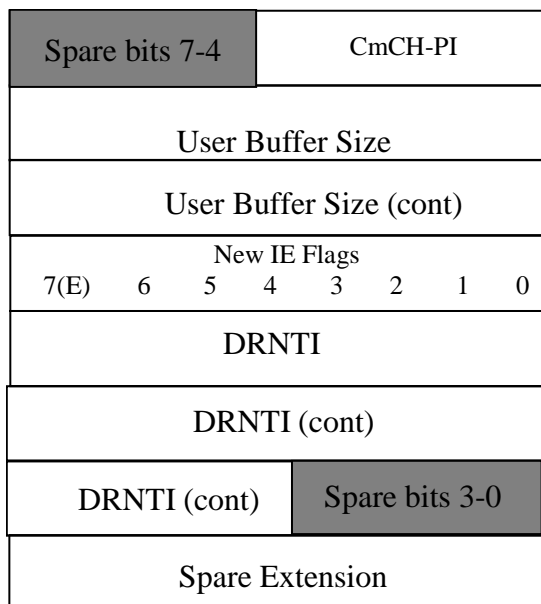 Spare bits 7-4 CmCH-PI
User Buffer Size
User Buffer Size (cont)
New IE Flags
7(E) 6 5 4 3 2 1 0
DRNTI
DRNTI (cont)
DRNTI (cont) Spare bits 3-0
Spare Extension